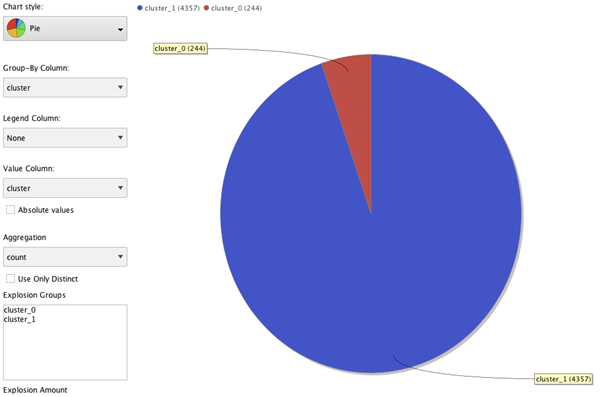 Chart style:
Pie
Group-By Column:
cluster
Legend Column:
None
Value Column:
cluster
Absolute values
Aggregation
count
Use Only Distinct
Explosion Groups
cluster_0
cluster_1
Explosion Amount
cluster_1 (4357) cluster_0 (244)
cluster_0 (244)
cluster_1 (4357)